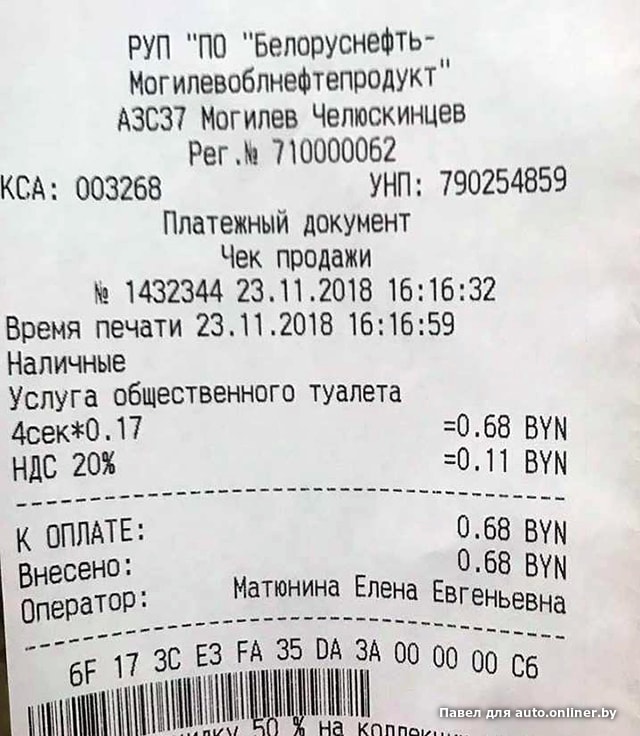 РУП "ПО "Белоруснефть-
Могилевоблнефтепродукт"
АЗС37 Могилев Челюскинцев
Рег.№ 710000062
КСА: 003268 УНП: 790254859
Платежный документ
Чек продажи
№ 1432344 23.11.2018 16:16:32
Время печати 23.11.2018 16:16:59
Наличные
Услуга общественного туалета
4сек*0.17 =0.68 BYN
НДС 20% =0.11 BYN
К ОПЛАТЕ: 0.68 BYN
Внесено: 0.68 BYN
Оператор: Матюнина Елена Евгеньевна
6F 17 3C E3 FA 35 DA 3A 00 00 00 C6
50 % на
Павел для auto.onliner.by